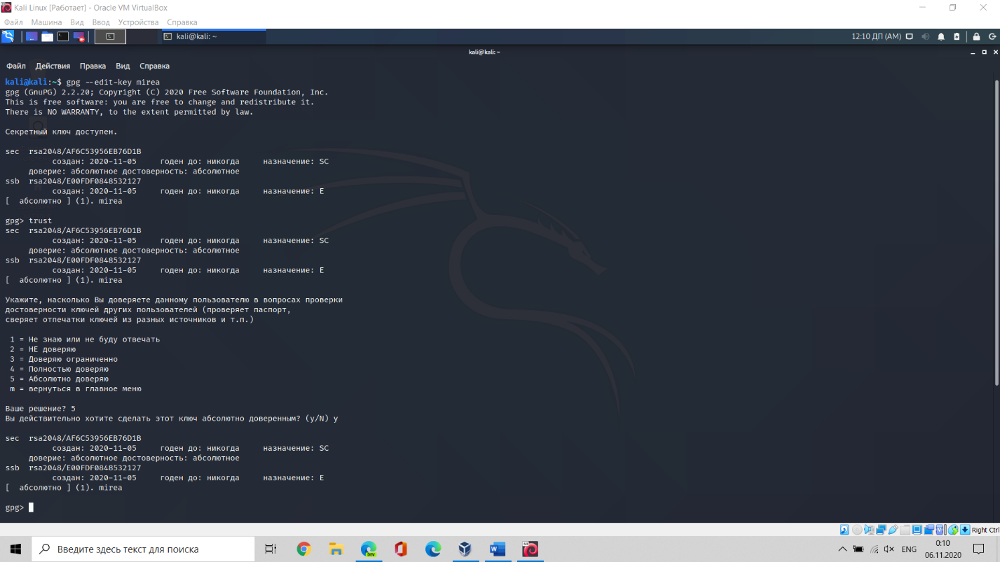 Kali Linux [Работает] - Oracle VM VirtualBox
Файл Машина Вид Ввод Устройства Справка
kali@kali: ~ 12:10 ДП (AM)
kali@kali: ~
Файл Действия Правка Вид Справка
kali@kali:~$ gpg --edit-key mirea
gpg (GnuPG) 2.2.20; Copyright (C) 2020 Free Software Foundation, Inc.
This is free software: you are free to change and redistribute it.
There is NO WARRANTY, to the extent permitted by law.
Секретный ключ доступен.
sec rsa2048/AF6C53956EB76D1B
создан: 2020-11-05 годен до: никогда назначение: SC
доверие: абсолютное достоверность: абсолютное
ssb rsa2048/E00FDF0848532127
создан: 2020-11-05 годен до: никогда назначение: E
[ абсолютно ] (1). mirea
gpg> trust
sec rsa2048/AF6C53956EB76D1B
создан: 2020-11-05 годен до: никогда назначение: SC
доверие: абсолютное достоверность: абсолютное
ssb rsa2048/E00FDF0848532127
создан: 2020-11-05 годен до: никогда назначение: E
[ абсолютно ] (1). mirea
Укажите, насколько Вы доверяете данному пользователю в вопросах проверки
достоверности ключей других пользователей (проверяет паспорт,
сверяет отпечатки ключей из разных источников и т.п.)
1 = Не знаю или не буду отвечать
2 = НЕ доверяю
3 = Доверяю ограниченно
4 = Полностью доверяю
5 = Абсолютно доверяю
m = вернуться в главное меню
Ваше решение? 5
Вы действительно хотите сделать этот ключ абсолютно доверенным? (y/N) y
sec rsa2048/AF6C53956EB76D1B
создан: 2020-11-05 годен до: никогда назначение: SC
доверие: абсолютное достоверность: абсолютное
ssb rsa2048/E00FDF0848532127
создан: 2020-11-05 годен до: никогда назначение: E
[ абсолютно ] (1). mirea
gpg>
Right Ctrl
Введите здесь текст для поиска
DEV
64
ENG
0:10
06.11.2020